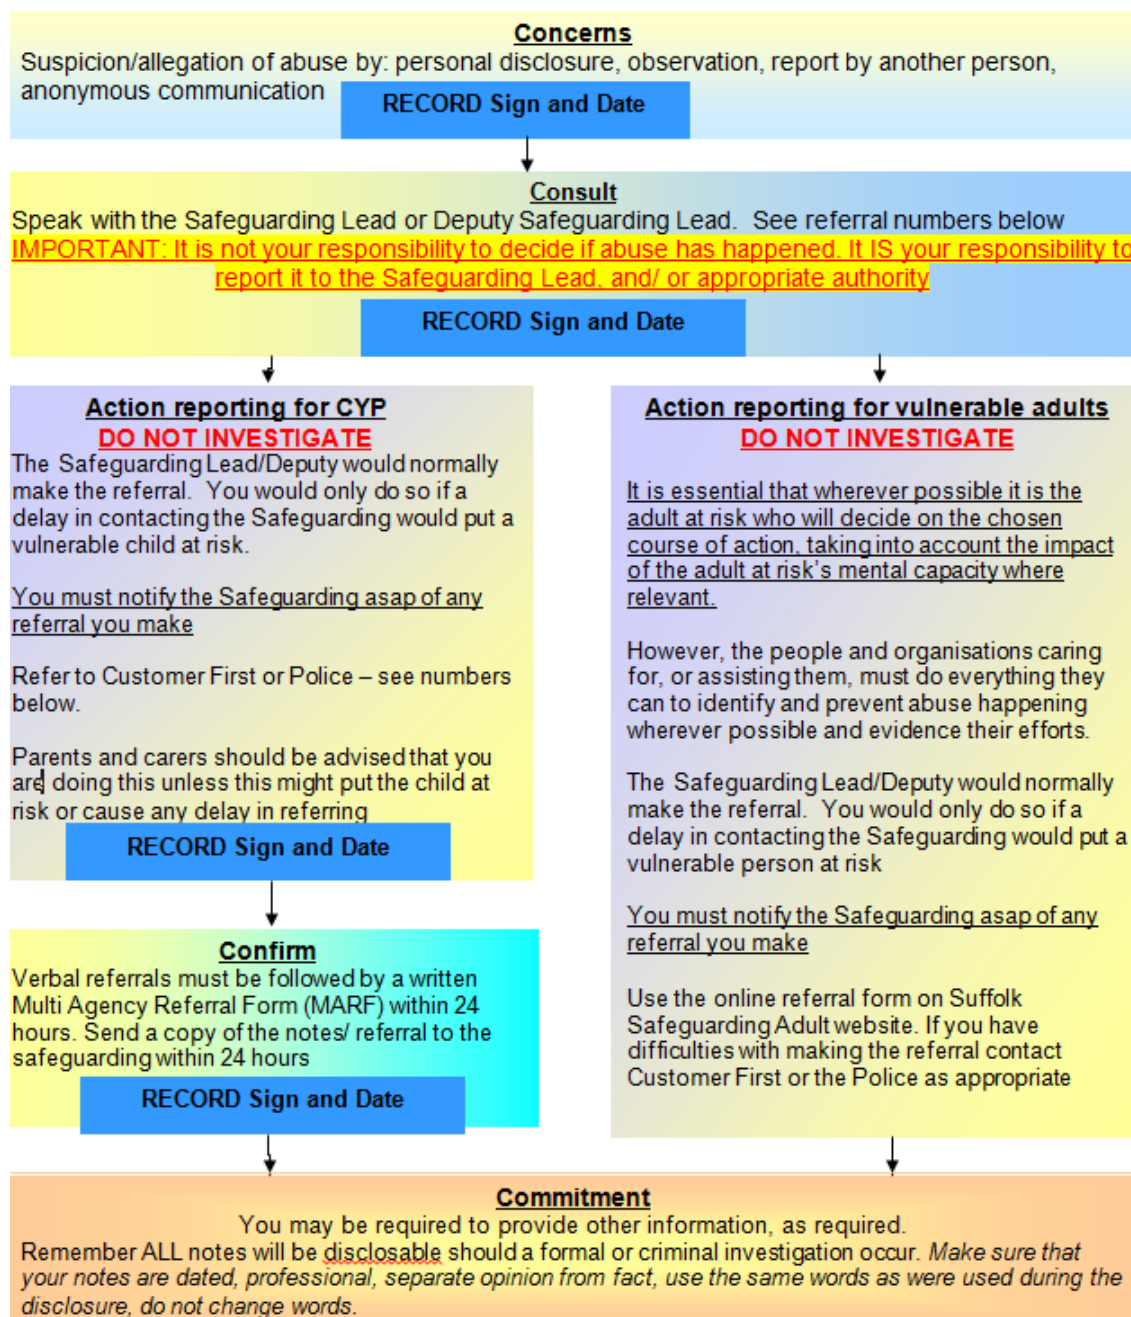 Concerns
Suspicion/allegation of abuse by: personal disclosure, observation, report by another person,
anonymous communication
RECORD Sign and Date
Consult
Speak with the Safeguarding Lead or Deputy Safeguarding Lead.  See referral numbers below
IMPORTANT: It is not your responsibility to decide if abuse has happened. It IS your responsibility to
report it to the Safeguarding Lead, and/ or appropriate authority
RECORD Sign and Date
Action reporting for CYP
DO NOT INVESTIGATE
The Safeguarding Lead/Deputy would normally
make the referral.  You would only do so if a
delay in contacting the Safeguarding would put a
vulnerable child at risk.
You must notify the Safeguarding asap of any
referral you make
Refer to Customer First or Police – see numbers
below.
Parents and carers should be advised that you
are doing this unless this might put the child at
risk or cause any delay in referring
RECORD Sign and Date
Confirm
Verbal referrals must be followed by a written
Multi Agency Referral Form (MARF) within 24
hours. Send a copy of the notes/ referral to the
safeguarding within 24 hours
RECORD Sign and Date
Action reporting for vulnerable adults
DO NOT INVESTIGATE
It is essential that wherever possible it is the
adult at risk who will decide on the chosen
course of action, taking into account the impact
of the adult at risk's mental capacity where
relevant.
However, the people and organisations caring
for, or assisting them, must do everything they
can to identify and prevent abuse happening
wherever possible and evidence their efforts.
The Safeguarding Lead/Deputy would normally
make the referral.  You would only do so if a
delay in contacting the Safeguarding would put a
vulnerable person at risk
You must notify the Safeguarding asap of any
referral you make
Use the online referral form on Suffolk
Safeguarding Adult website. If you have
difficulties with making the referral contact
Customer First or the Police as appropriate
Commitment
You may be required to provide other information, as required.
Remember ALL notes will be disclosable should a formal or criminal investigation occur. Make sure that
your notes are dated, professional, separate opinion from fact, use the same words as were used during the
disclosure, do not change words.